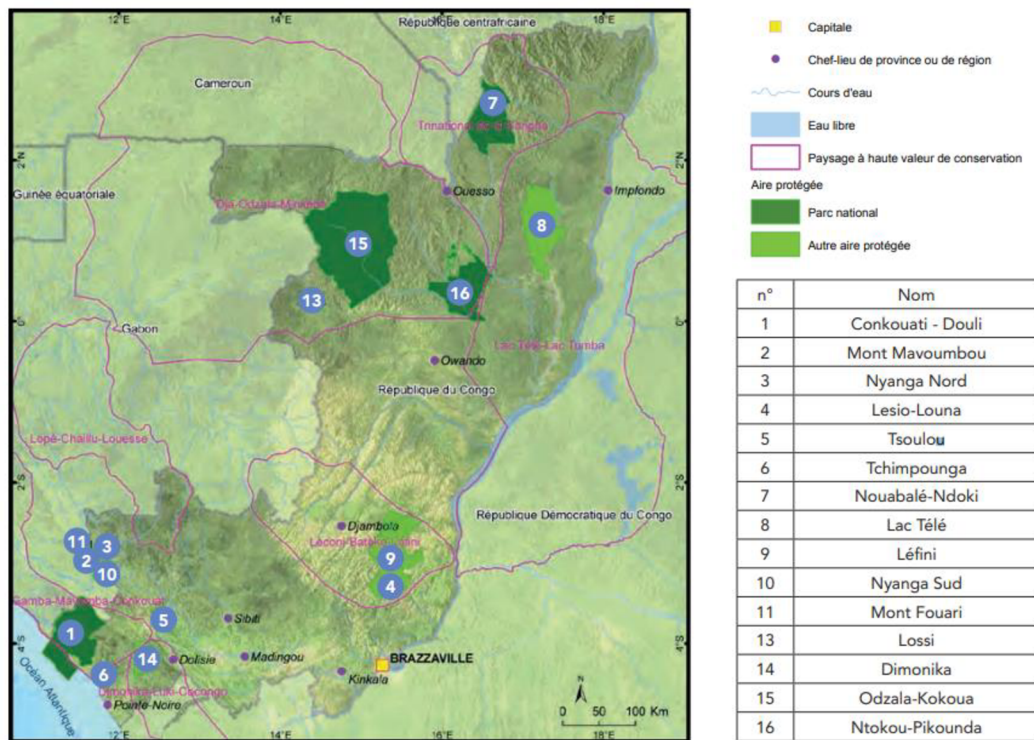 12°E
14°E
16°E
18°E
République centrafricaine
Cameroun
7
Trinational de la Sangha
2°N
Guinée équatoriale
Ouesso
Impfondo
Dja-Odzala-Minkébé
8
15
13
16
0°
Gabon
Lac Télé-Lac Tumba
Owando
République du Congo
Lopé-Chaillu-Louesse
2°S
République Démocratique du Congo
Djambola
11
3
Léconi-Batéké-Léfini
2
9
10
4
Gamba-Mayumba-Conkouati
5
Sibiti
1
4°S
14
Dolisie
Madingou
BRAZZAVILLE
6
Kinkala
Dimonika-Luki-Cacongo
Océan Atlantique
Pointe-Noire
N
0 50 100 Km
12°E
14°E
16°E
18°E
Capitale
Chef-lieu de province ou de région
Cours d'eau
Eau libre
Paysage à haute valeur de conservation
Aire protégée
Parc national
Autre aire protégée
n° Nom
1 Conkouati - Douli
2 Mont Mavoumbou
3 Nyanga Nord
4 Lesio-Louna
5 Tsoulou
6 Tchimpounga
7 Nouabalé-Ndoki
8 Lac Télé
9 Léfini
10 Nyanga Sud
11 Mont Fouari
13 Lossi
14 Dimonika
15 Odzala-Kokoua
16 Ntokou-Pikounda